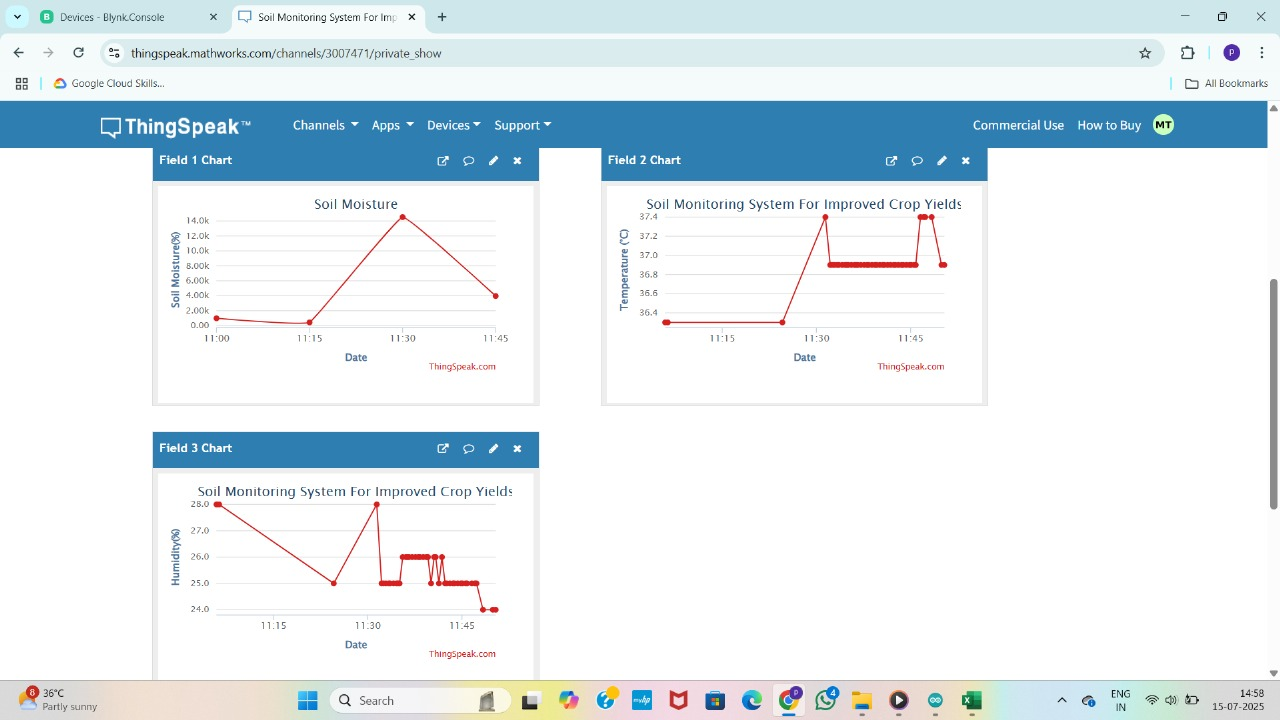 Devices - Blynk.Console
Soil Monitoring System For Imp
thingspeak.mathworks.com/channels/3007471/private_show
Google Cloud Skills...
All Bookmarks
ThingSpeak™
Channels
Apps
Devices
Support
Commercial Use
How to Buy
MT
Field 1 Chart
Soil Moisture
Soil Moisture(%)
14.0k
12.0k
10.0k
8.00k
6.00k
4.00k
2.00k
0.00
11:00 11:15 11:30 11:45
Date
ThingSpeak.com
Field 2 Chart
Soil Monitoring System For Improved Crop Yields
Temperature (°C)
37.4
37.2
37.0
36.8
36.6
36.4
11:15 11:30 11:45
Date
ThingSpeak.com
Field 3 Chart
Soil Monitoring System For Improved Crop Yields
Humidity(%)
28.0
27.0
26.0
25.0
24.0
11:15 11:30 11:45
Date
ThingSpeak.com
8
36°C
Partly sunny
Search
4
ENG
IN
14:58
15-07-2025